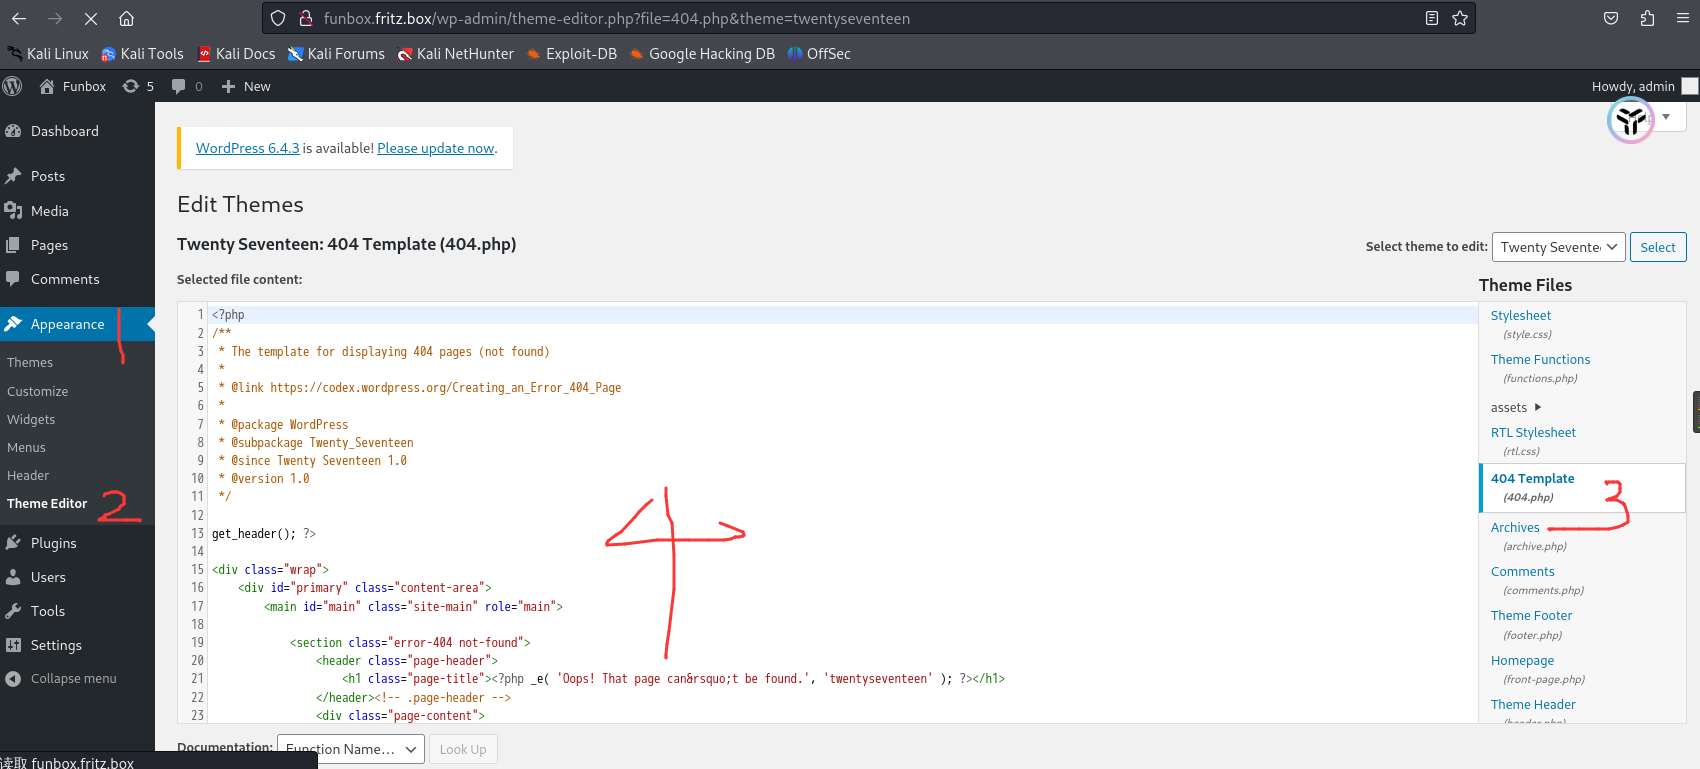 funbox.fritz.box/wp-admin/theme-editor.php?file=404.php&theme=twentyseventeen
Kali Linux Kali Tools Kali Docs Kali Forums Kali NetHunter Exploit-DB Google Hacking DB OffSec
Funbox 5 0 New Howdy, admin
Dashboard
Posts
Media
Pages
Comments
Appearance 1
Themes
Customize
Widgets
Menus
Header
Theme Editor 2
Plugins
Users
Tools
Settings
Collapse menu
WordPress 6.4.3 is available! Please update now.
Edit Themes
Twenty Seventeen: 404 Template (404.php)
Select theme to edit: Twenty Sevente Select
Selected file content:
1 <?php
2 /**
3  * The template for displaying 404 pages (not found)
4  *
5  * @link https://codex.wordpress.org/Creating_an_Error_404_Page
6  *
7  * @package WordPress
8  * @subpackage Twenty_Seventeen
9  * @since Twenty Seventeen 1.0
10  * @version 1.0
11  */
12
13 get_header(); ?>
14
15 <div class="wrap">
16     <div id="primary" class="content-area">
17         <main id="main" class="site-main" role="main">
18
19             <section class="error-404 not-found">
20                 <header class="page-header">
21                     <h1 class="page-title"><?php _e( 'Oops! That page can&rsquo;t be found.', 'twentyseventeen' ); ?></h1>
22                 </header><!-- .page-header -->
23                 <div class="page-content">
4
Theme Files
Stylesheet
(style.css)
Theme Functions
(functions.php)
assets
RTL Stylesheet
(rtl.css)
404 Template
(404.php) 3
Archives
(archive.php)
Comments
(comments.php)
Theme Footer
(footer.php)
Homepage
(front-page.php)
Theme Header
(header.php)
Documentation: Function Name... Look Up
读取 funbox.fritz.box